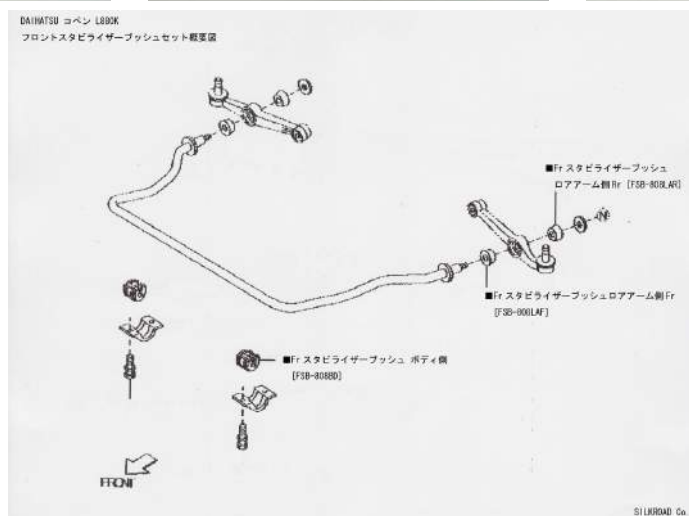 DAIHATSU コペン L880K
フロントスタビライザーブッシュセット概要図
■Fr スタビライザーブッシュ
ロアアーム側 Rr [FSB-808LAR]
■Fr スタビライザーブッシュロアアーム側 Fr
[FSB-808LAF]
■Fr スタビライザーブッシュ ボディ側
[FSB-808BD]
FRONT
SILKROAD Co.